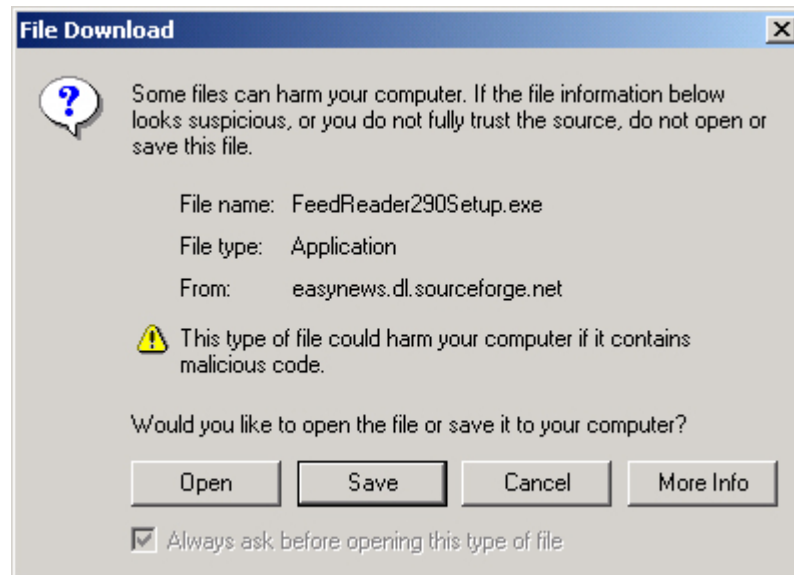 File Download
Some files can harm your computer. If the file information below
looks suspicious, or you do not fully trust the source, do not open or
save this file.
File name: FeedReader290Setup.exe
File type: Application
From: easynews.dl.sourceforge.net
This type of file could harm your computer if it contains
malicious code.
Would you like to open the file or save it to your computer?
Open Save Cancel More Info
Always ask before opening this type of file